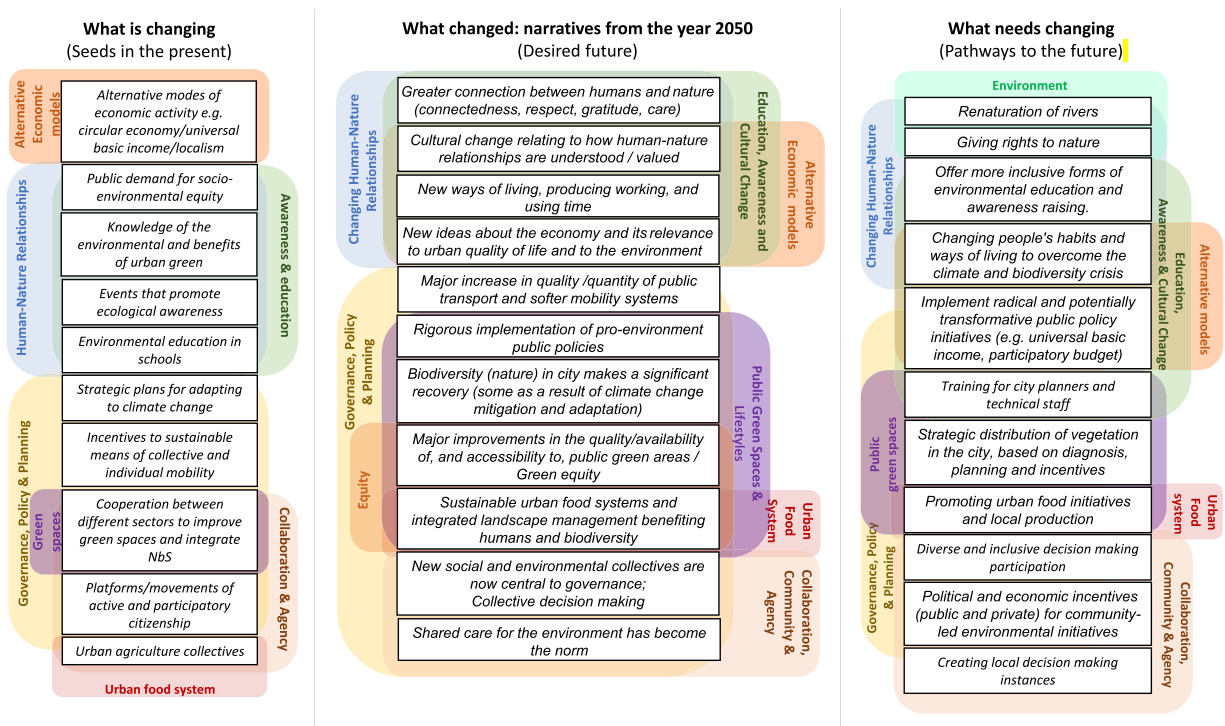 What is changing
(Seeds in the present)
Alternative
Economic
models
Alternative modes of
economic activity e.g.
circular economy/universal
basic income/localism
Human-Nature Relationships
Public demand for socio-
environmental equity
Knowledge of the
environmental and benefits
of urban green
Events that promote
ecological awareness
Environmental education in
schools
Awareness & education
Governance, Policy & Planning
Strategic plans for adapting
to climate change
Incentives to sustainable
means of collective and
individual mobility
Green
spaces
Cooperation between
different sectors to improve
green spaces and integrate
NbS
Platforms/movements of
active and participatory
citizenship
Urban agriculture collectives
Collaboration & Agency
Urban food system
What changed: narratives from the year 2050
(Desired future)
Changing Human-Nature
Relationships
Greater connection between humans and nature
(connectedness, respect, gratitude, care)
Cultural change relating to how human-nature
relationships are understood / valued
New ways of living, producing working, and
using time
New ideas about the economy and its relevance
to urban quality of life and to the environment
Education, Awareness and
Cultural Change
Alternative
Economic models
Governance, Policy
& Planning
Major increase in quality /quantity of public
transport and softer mobility systems
Rigorous implementation of pro-environment
public policies
Biodiversity (nature) in city makes a significant
recovery (some as a result of climate change
mitigation and adaptation)
Equity
Major improvements in the quality/availability
of, and accessibility to, public green areas /
Green equity
Sustainable urban food systems and
integrated landscape management benefiting
humans and biodiversity
Public Green Spaces &
Lifestyles
Urban
Food
System
New social and environmental collectives are
now central to governance;
Collective decision making
Shared care for the environment has become
the norm
Collaboration,
Community &
Agency
What needs changing
(Pathways to the future)
Environment
Changing Human-Nature
Relationships
Renaturation of rivers
Giving rights to nature
Offer more inclusive forms of
environmental education and
awareness raising.
Changing people's habits and
ways of living to overcome the
climate and biodiversity crisis
Implement radical and potentially
transformative public policy
initiatives (e.g. universal basic
income, participatory budget)
Education,
Awareness & Cultural Change
Alternative models
Training for city planners and
technical staff
Public
green spaces
Strategic distribution of vegetation
in the city, based on diagnosis,
planning and incentives
Promoting urban food initiatives
and local production
Urban
Food
system
Governance, Policy
& Planning
Diverse and inclusive decision making
participation
Political and economic incentives
(public and private) for community-
led environmental initiatives
Creating local decision making
instances
Collaboration,
Community & Agency